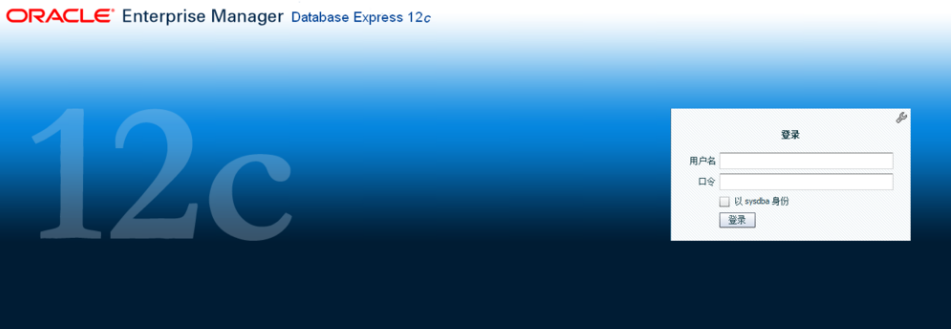 ORACLE Enterprise Manager Database Express 12c
12c
登录
用户名
口令
以 sysdba 身份
登录